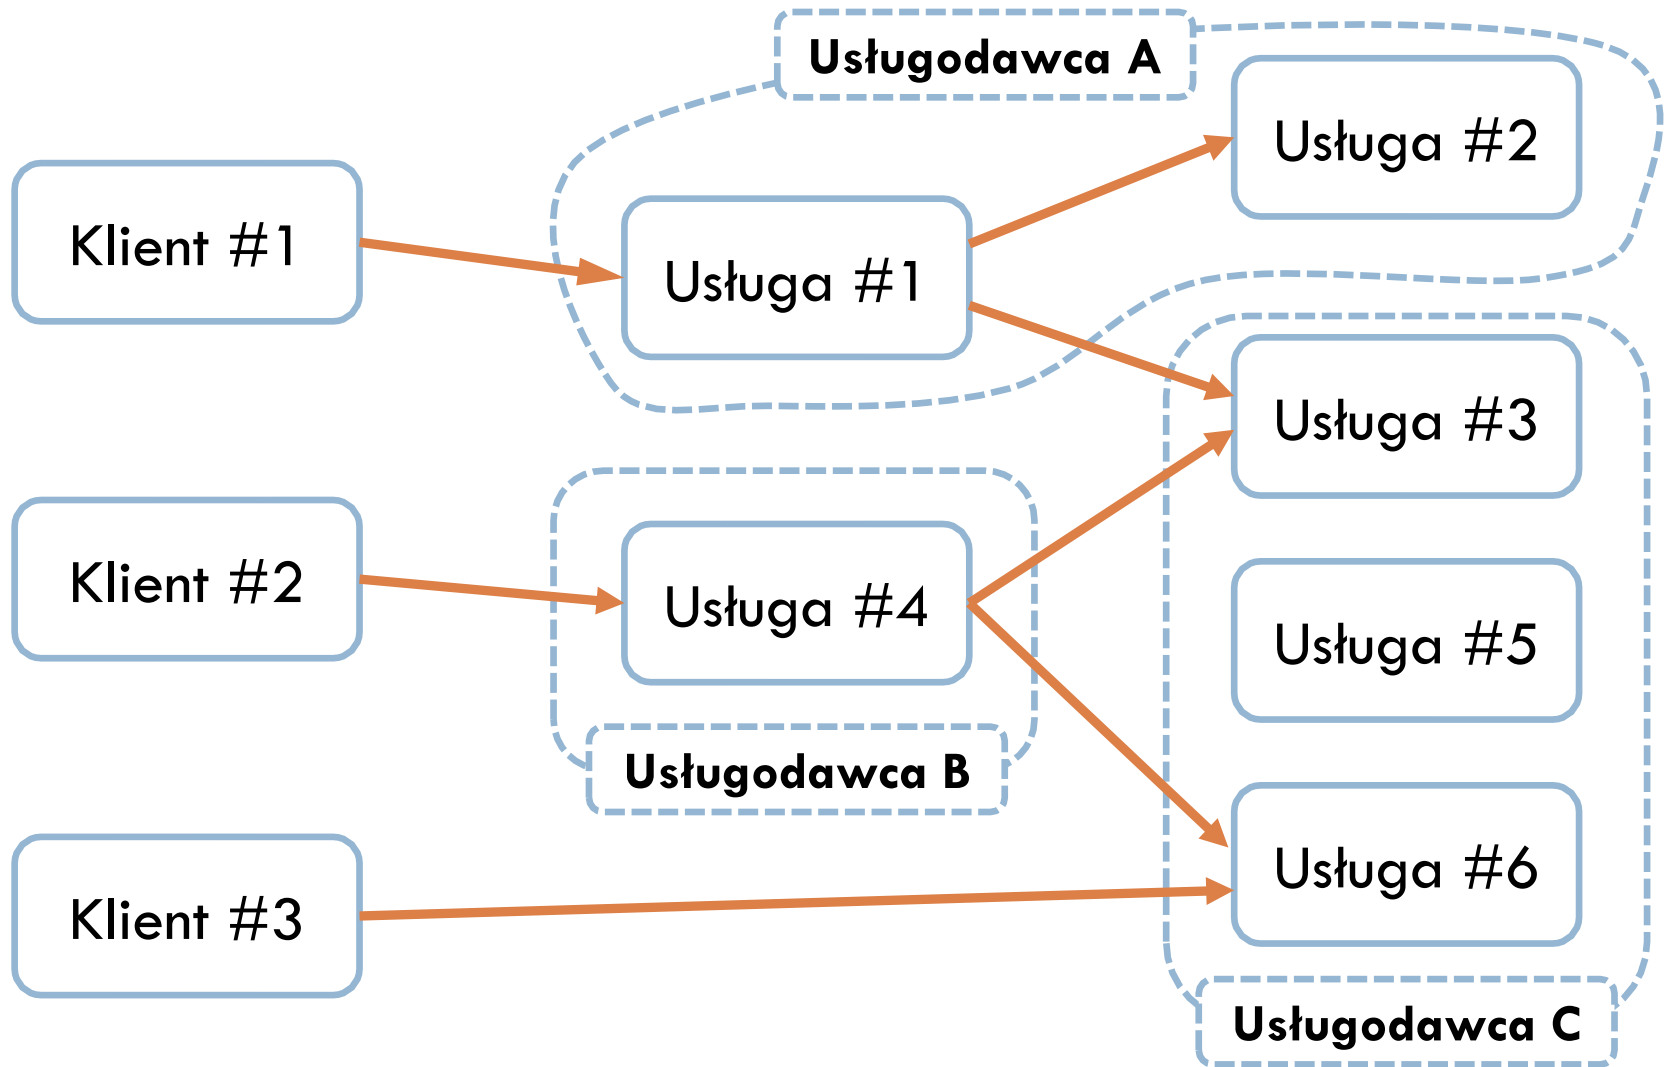 Usługodawca A
Usługa #2
Klient #1
Usługa #1
Usługa #3
Klient #2
Usługa #4
Usługa #5
Usługodawca B
Usługa #6
Klient #3
Usługodawca C